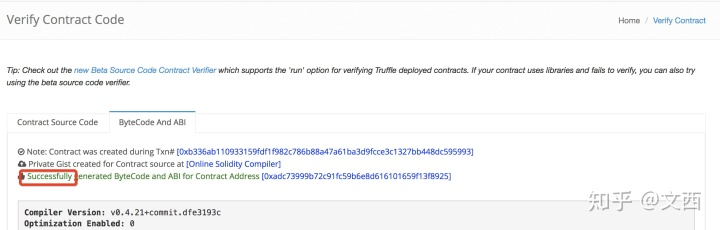 Verify Contract Code
Home / Verify Contract
Tip: Check out the new Beta Source Code Contract Verifier which supports the 'run' option for verifying Truffle deployed contracts. If your contract uses libraries and fails to verify, you can also try
using the beta source code verifier.
Contract Source Code
ByteCode And ABI
Note: Contract was created during Txn# [0xb336ab110933159fdf1f982c786b88a47a61ba3d9fcce3c1327bb448dc595993]
Private Gist created for Contract source at [Online Solidity Compiler]
Successfully generated ByteCode and ABI for Contract Address [0xadc73999b72c91fc59b6e8d616101659f13f8925]
Compiler Version: v0.4.21+commit.dfe3193c
Optimization Enabled: 0
知乎 @文西